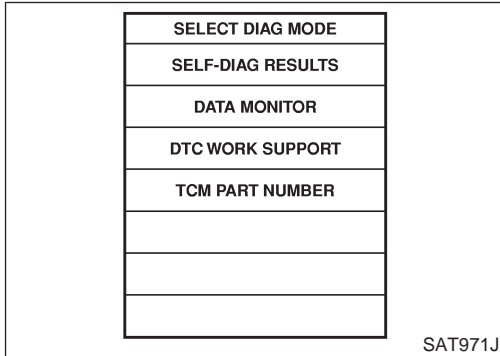 SELECT DIAG MODE
SELF-DIAG RESULTS
DATA MONITOR
DTC WORK SUPPORT
TCM PART NUMBER
SAT971J